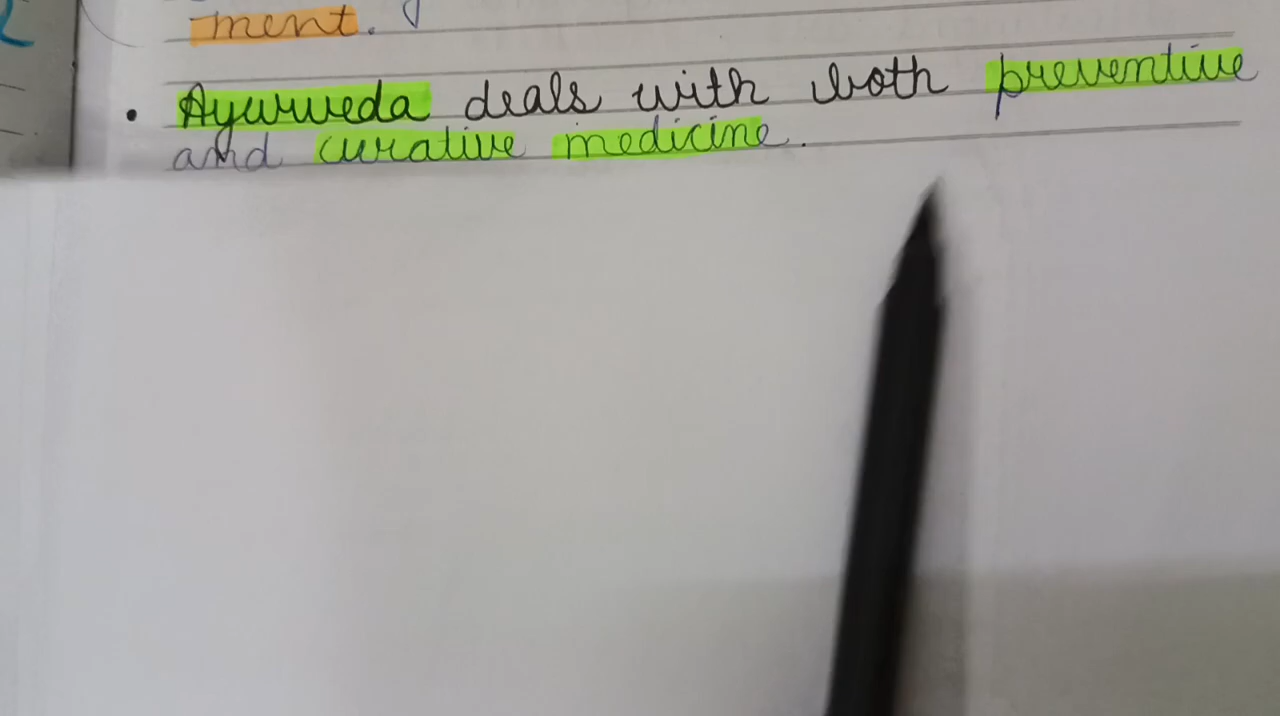 ment.
• Ayurveda deals with both preventive
and curative medicine.